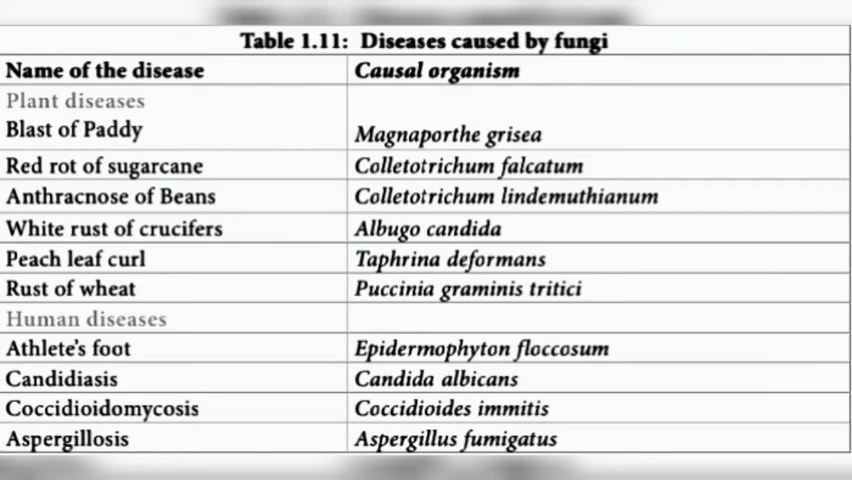 Table 1.11: Diseases caused by fungi
Name of the disease Causal organism
Plant diseases
Blast of Paddy Magnaporthe grisea
Red rot of sugarcane Colletotrichum falcatum
Anthracnose of Beans Colletotrichum lindemuthianum
White rust of crucifers Albugo candida
Peach leaf curl Taphrina deformans
Rust of wheat Puccinia graminis tritici
Human diseases
Athlete's foot Epidermophyton floccosum
Candidiasis Candida albicans
Coccidioidomycosis Coccidioides immitis
Aspergillosis Aspergillus fumigatus